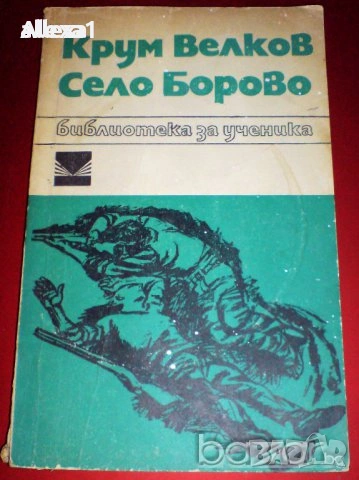 Alexa1
Крум Велков
Село Борово
библиотека за ученика
bazar.bg